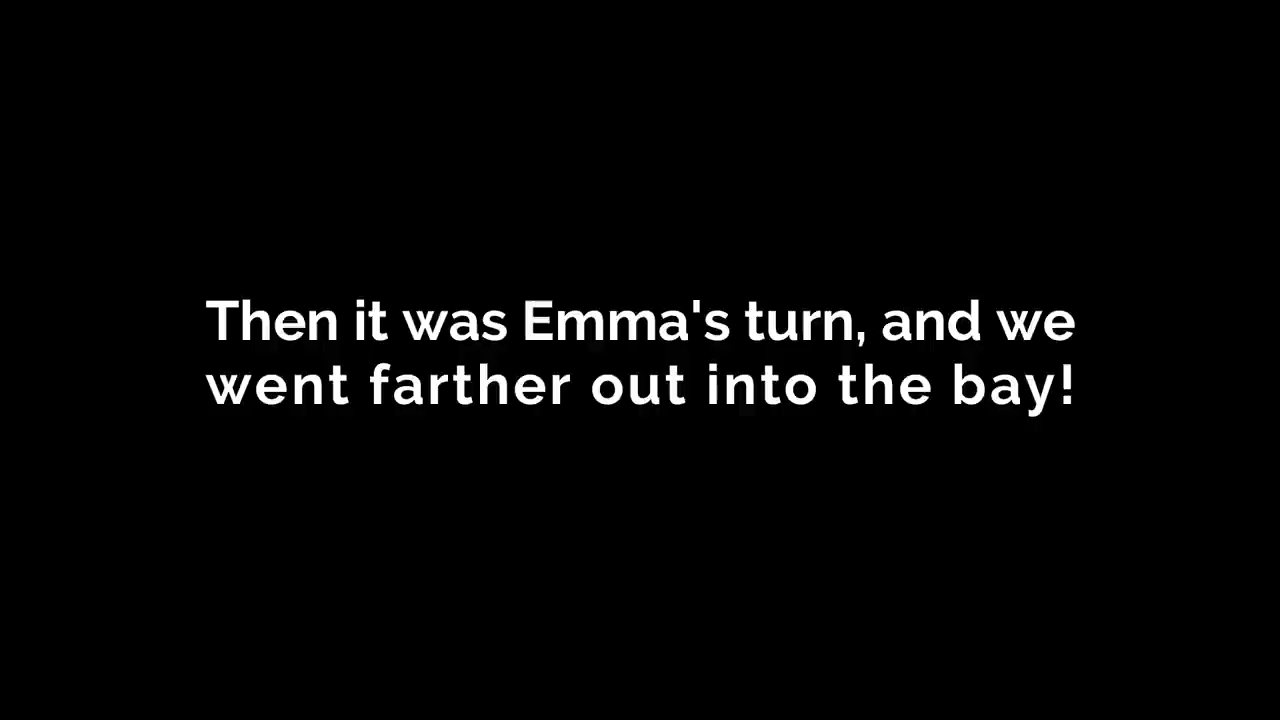 Then it was Emma's turn, and we
went farther out into the bay!